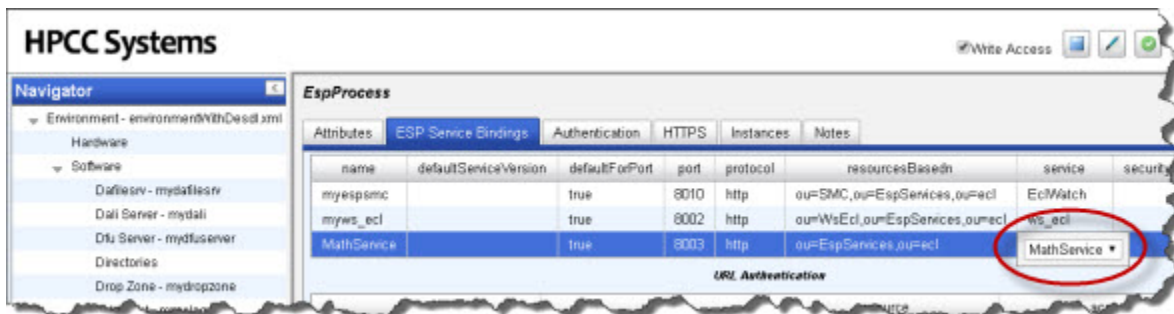 HPCC Systems
Write Access
Navigator
EspProcess
Environment - environmentWithDesdl.xml
Attributes ESP Service Bindings Authentication HTTPS Instances Notes
Hardware
Software
name defaultServiceVersion defaultForPort port protocol resourcesBasedn service security
Dafilesrv - mydafilesrv
myespsmc true 8010 http ou=SMC,ou=EspServices,ou=ecl EclWatch
Dali Server - mydali
myws_ecl true 8002 http ou=WsEcl,ou=EspServices,ou=ecl ws_ecl
Dfu Server - mydfuserver
MathService true 8003 http ou=EspServices,ou=ecl MathService
Directories
URL Authentication
Drop Zone - mydropzone